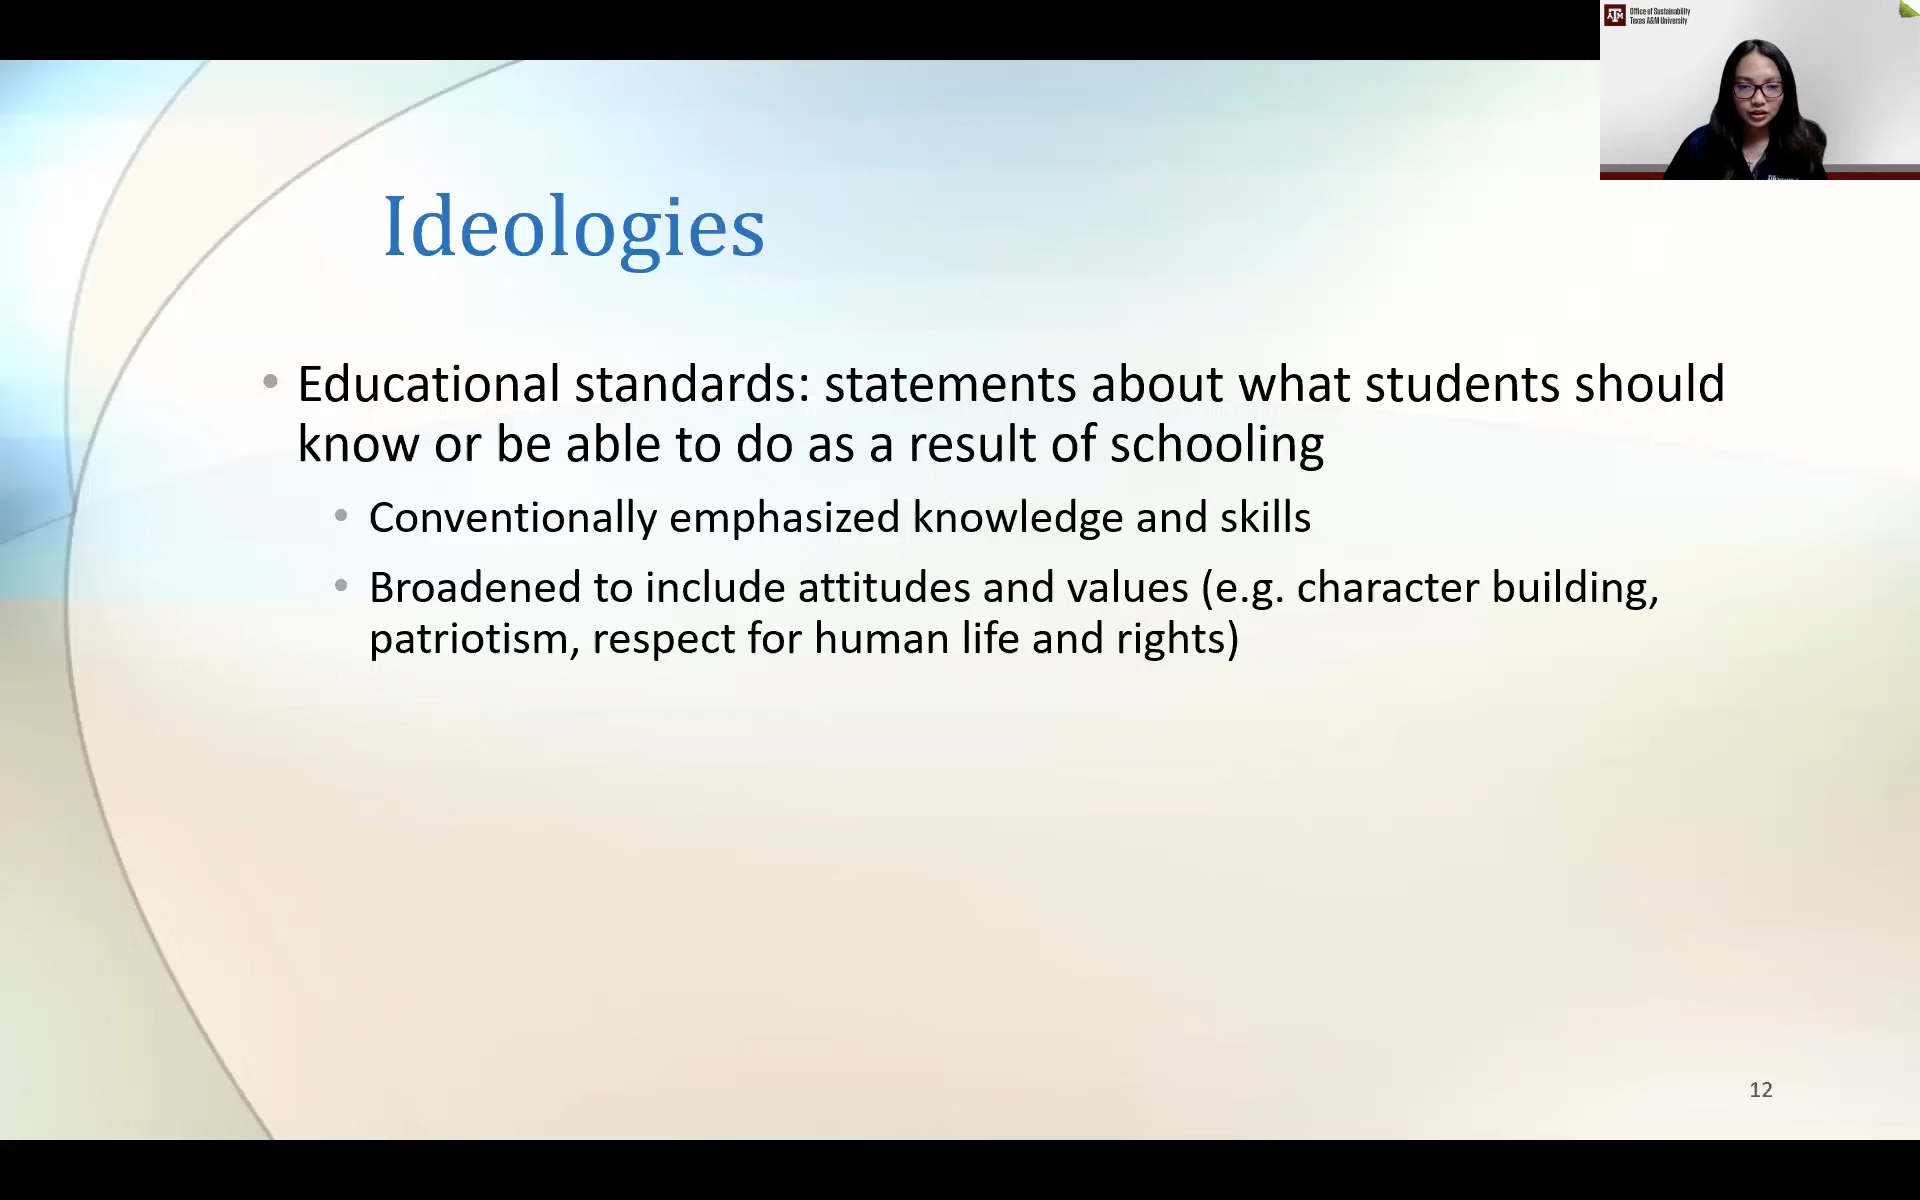 Office of Sustainability
Texas A&M University
Ideologies
• Educational standards: statements about what students should
know or be able to do as a result of schooling
• Conventionally emphasized knowledge and skills
• Broadened to include attitudes and values (e.g. character building,
patriotism, respect for human life and rights)
12